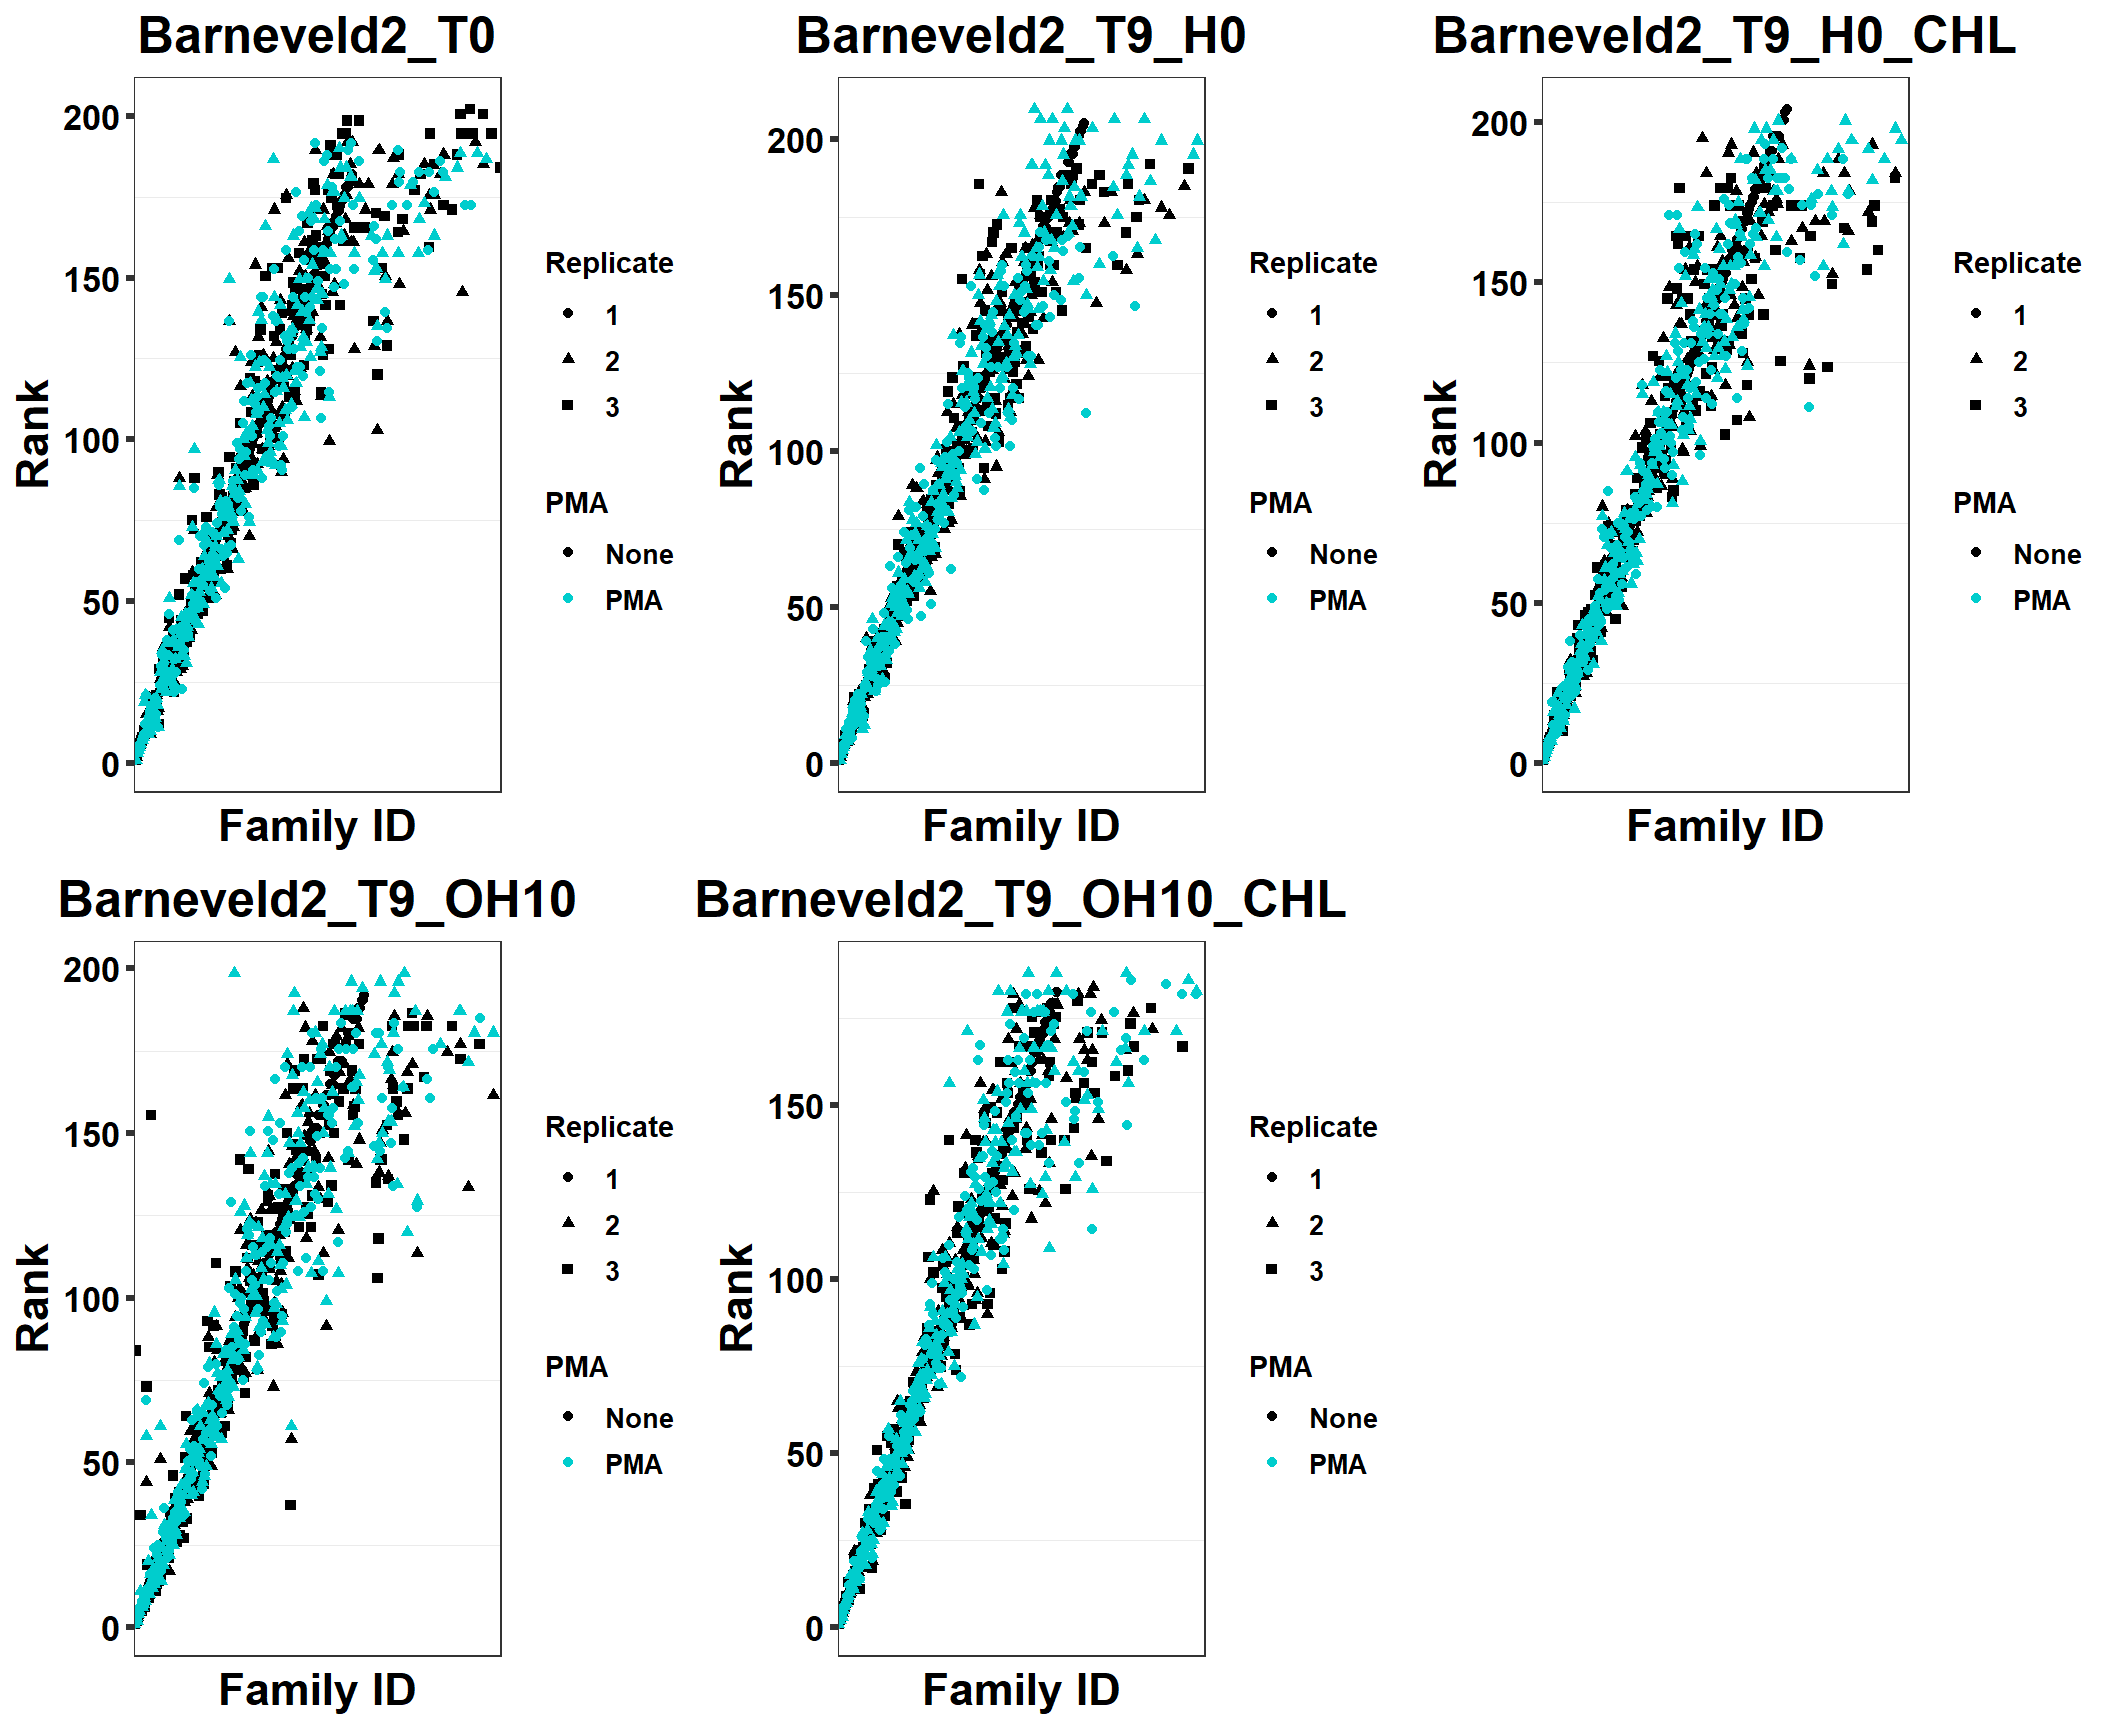 Barneveld2_T0
200
150
100
50
0
Rank
Family ID
Replicate
1
2
3
PMA
None
PMA
Barneveld2_T9_H0
200
150
100
50
0
Rank
Family ID
Replicate
1
2
3
PMA
None
PMA
Barneveld2_T9_H0_CHL
200
150
100
50
0
Rank
Family ID
Replicate
1
2
3
PMA
None
PMA
Barneveld2_T9_OH10
200
150
100
50
0
Rank
Family ID
Replicate
1
2
3
PMA
None
PMA
Barneveld2_T9_OH10_CHL
150
100
50
0
Rank
Family ID
Replicate
1
2
3
PMA
None
PMA